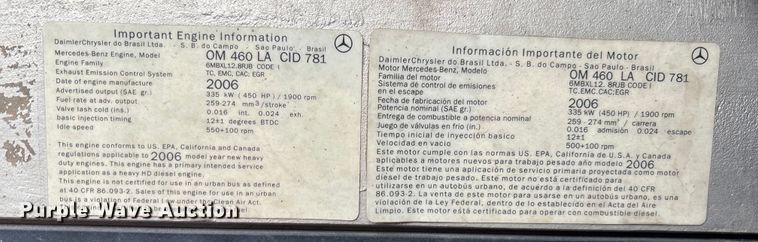 Important Engine Information
DaimlerChrysler do Brasil Ltda. - S. B. do Campo - Sao Paulo - Brasil
Mercedes-Benz Engine, Model OM 460 LA CID 781
Engine Family 6MBXL12.8RJB CODE I
Exhaust Emission Control System TC, EMC, CAC; EGR.
Date of engine manufacture 2006
Advertised output (SAE gr.) 335 kW (450 HP) / 1900 rpm
Fuel rate at adv. output 259-274 mm³/stroke
Valve lash cold (ins.) 0.016 int. 0.024 exh.
basic injection timing 12±1 degrees BTDC
Idle speed 550+100 rpm
This engine conforms to US. EPA, California and Canada
regulations applicable to 2006 model year new heavy
duty engines. This engine has a primary intended service
application as a heavy HD diesel engine.
This engine is not certified for use in an urban bus as defined
at 40 CFR 86.093-2. Sales of this engine for use in an urban
bus is a violation of Federal Law under the Clean Air Act.
Información Importante del Motor
DaimlerChrysler do Brasil Ltda. - S. B. do Campo - Sao Paulo - Brasil
Motor Mercedes-Benz, Modelo OM 460 LA CID 781
Familia del motor 6MBXL12.8RJB CODE I
Sistema de control de emisiones
en el escape TC, EMC, CAC; EGR
Fecha de fabricación del motor 2006
Potencia nominal (SAE gr.) 335 kW (450 HP) / 1900 rpm
Entrega de combustible a potencia nominal 259-274 mm³ / carrera
Juego de válvulas en frío (in.) 0.016 admisión. 0.024 escape
Tiempo inicial de inyección basico 12±1
Velocidad en vacío 500+100 rpm
Este motor cumple con las normas US. EPA, California de U.S.A. y Canada
aplicables a motores nuevos para trabajo pesado año modelo 2006.
Este motor tiene una aplicación de servicio primaria proyectada como motor
diesel de trabajo pesado. Este motor no está certificado para
utilizarse en un autobús urbano, de acuerdo a definición del 40 CFR
86.093-2. La venta de este motor para usarse en un autobús urbano, es una
violación de la Ley Federal, dentro de lo establecido en el Acta del Aire
Limpio. Este motor está certificado para operar con combustible diesel.
Purple Wave Auction